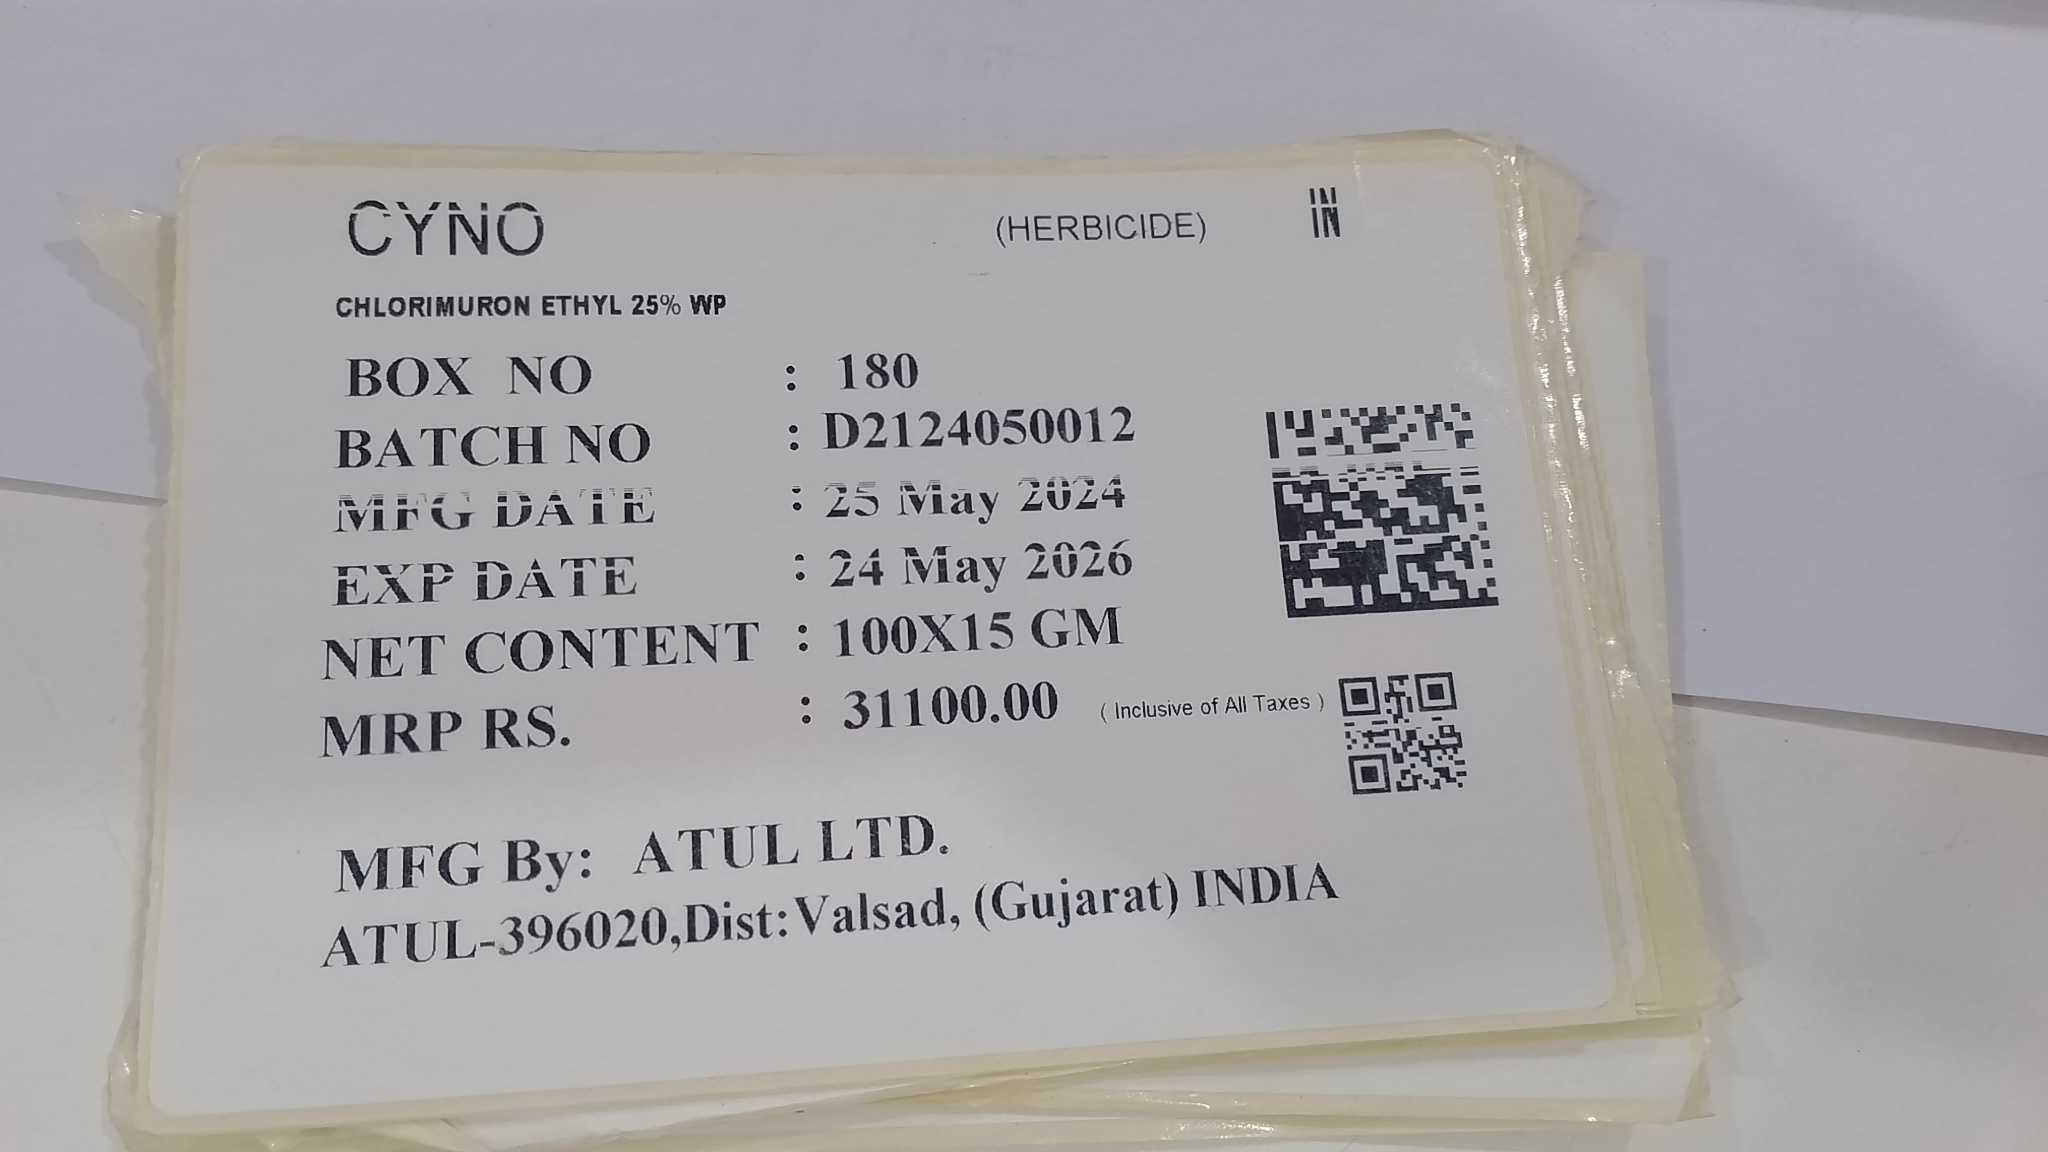 CYNO (HERBICIDE) IN
CHLORIMURON ETHYL 25% WP
BOX NO : 180
BATCH NO : D2124050012
MFG DATE : 25 May 2024
EXP DATE : 24 May 2026
NET CONTENT : 100X15 GM
MRP RS. : 31100.00 ( Inclusive of All Taxes )
MFG By: ATUL LTD.
ATUL-396020,Dist:Valsad, (Gujarat) INDIA